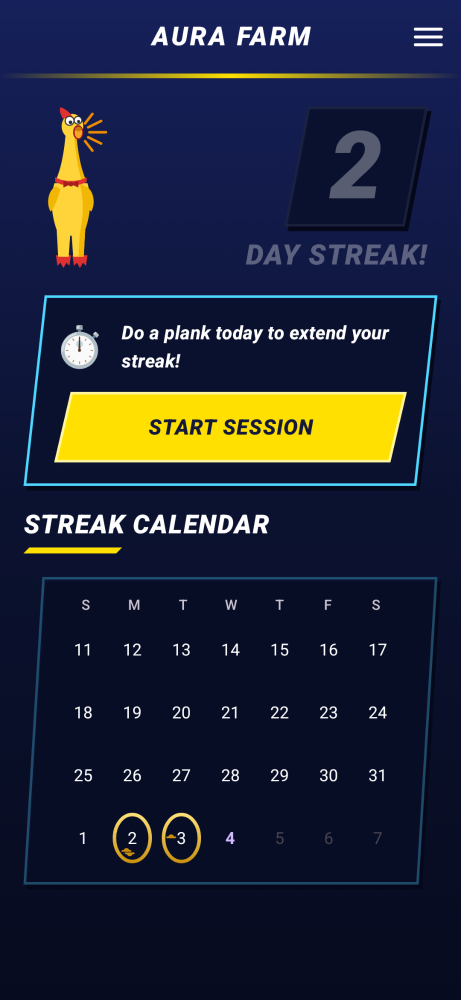 AURA FARM
2
DAY STREAK!
Do a plank today to extend your
streak!
START SESSION
STREAK CALENDAR
S M T W T F S
11 12 13 14 15 16 17
18 19 20 21 22 23 24
25 26 27 28 29 30 31
1 2 3 4 5 6 7